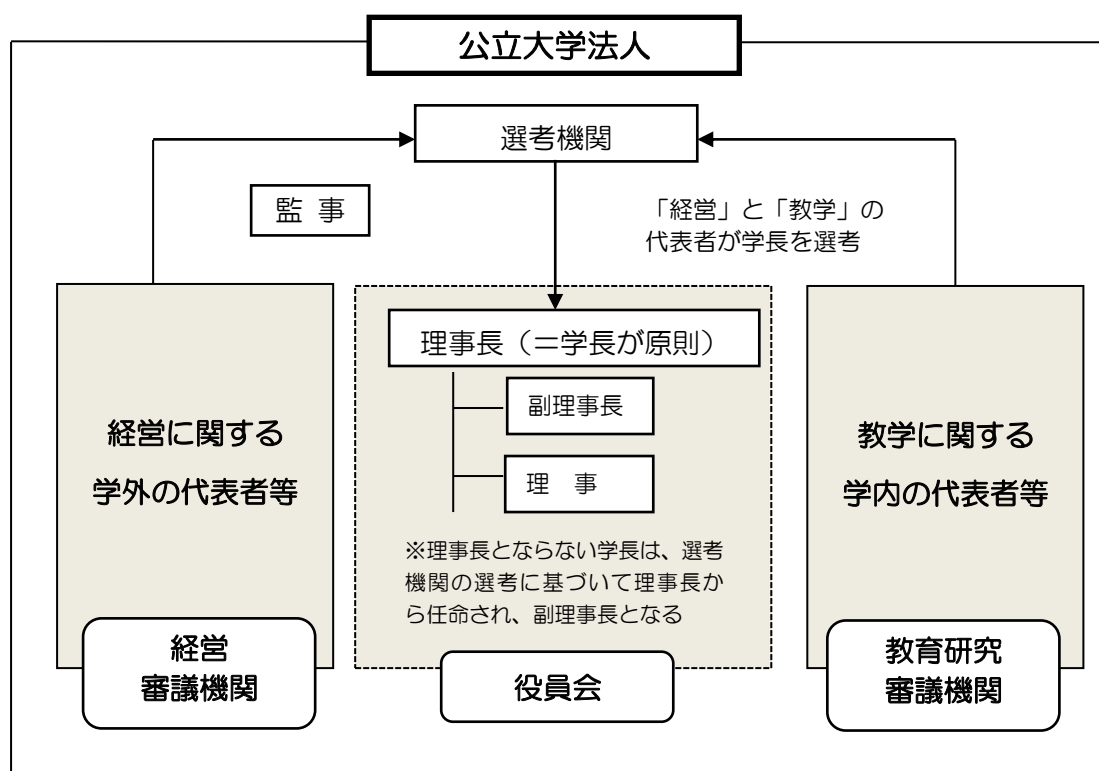 公立大学法人
選考機関
監 事
「経営」と「教学」の
代表者が学長を選考
経営に関する
学外の代表者等
経営
審議機関
理事長（＝学長が原則）
副理事長
理　事
※理事長とならない学長は、選考
機関の選考に基づいて理事長か
ら任命され、副理事長となる
役員会
教学に関する
学内の代表者等
教育研究
審議機関